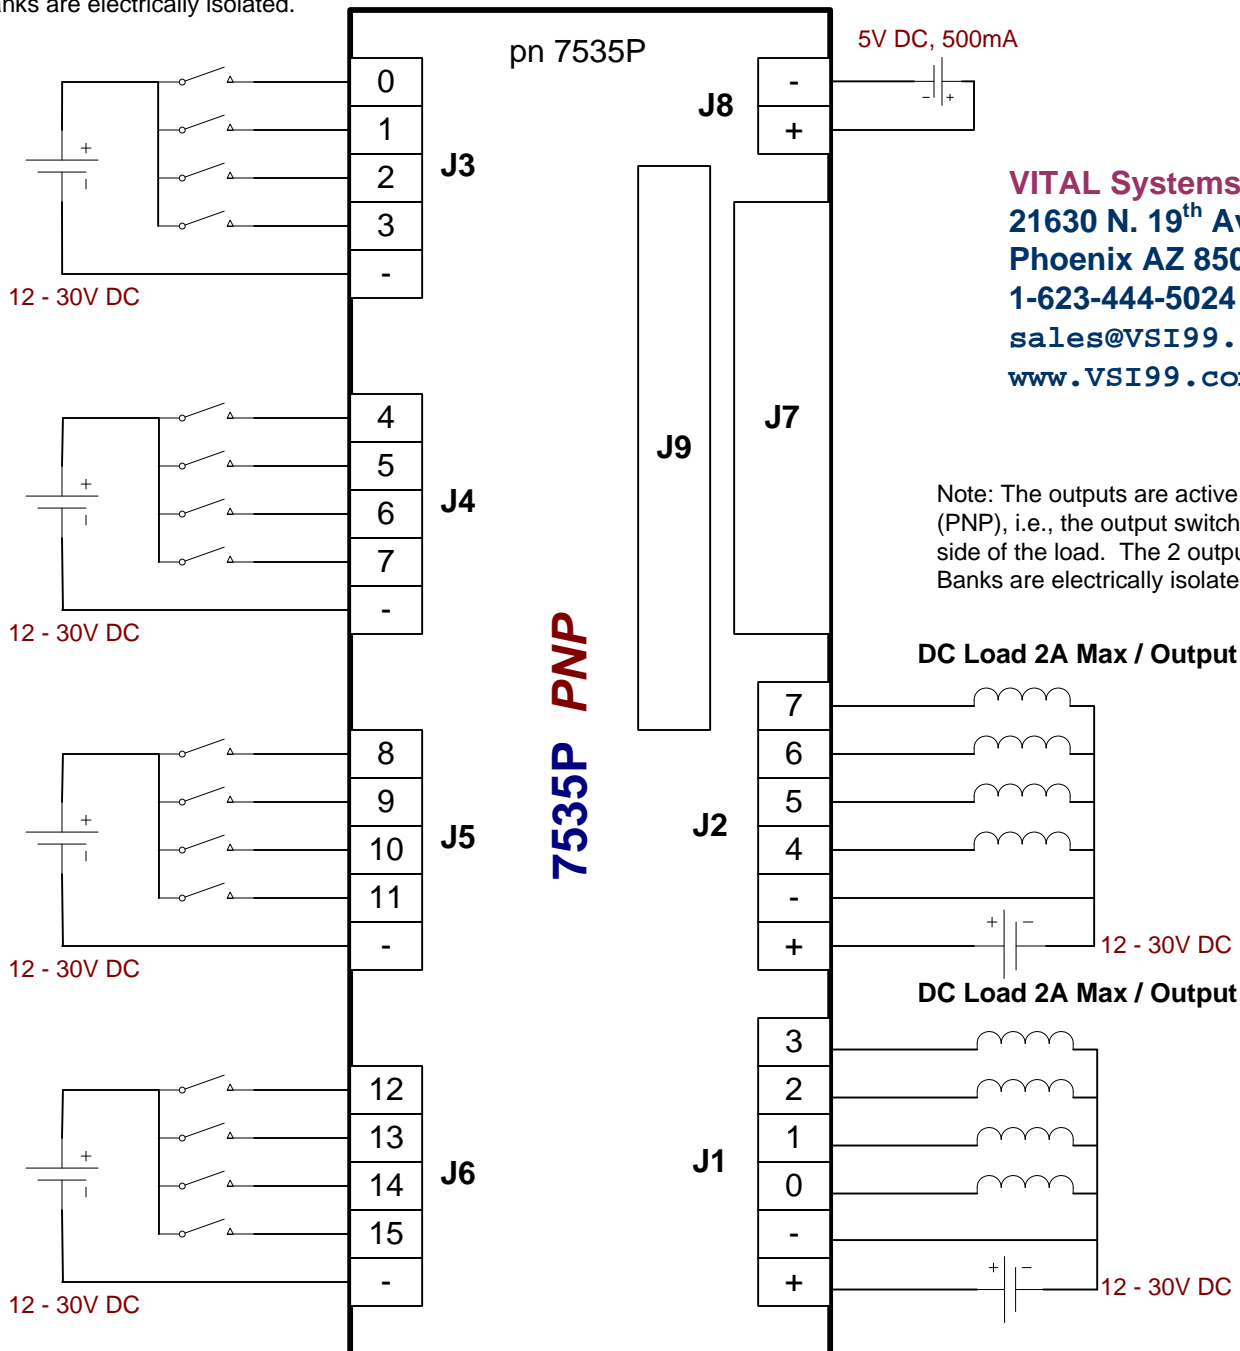 anks are electrically isolated.
pn 7535P
5V DC, 500mA
J8
-
+
- +
0
1
2
3
-
J3
+
-
12 - 30V DC
VITAL Systems
21630 N. 19th Av
Phoenix AZ 850
1-623-444-5024
sales@VSI99.
www.VSI99.co
4
5
6
7
-
J4
+
-
12 - 30V DC
J9
J7
Note: The outputs are active
(PNP), i.e., the output switch
side of the load. The 2 outpu
Banks are electrically isolate
7535P PNP
DC Load 2A Max / Output
8
9
10
11
-
J5
+
-
12 - 30V DC
J2
7
6
5
4
-
+
+ -
12 - 30V DC
DC Load 2A Max / Output
12
13
14
15
-
J6
+
-
12 - 30V DC
J1
3
2
1
0
-
+
+ -
12 - 30V DC